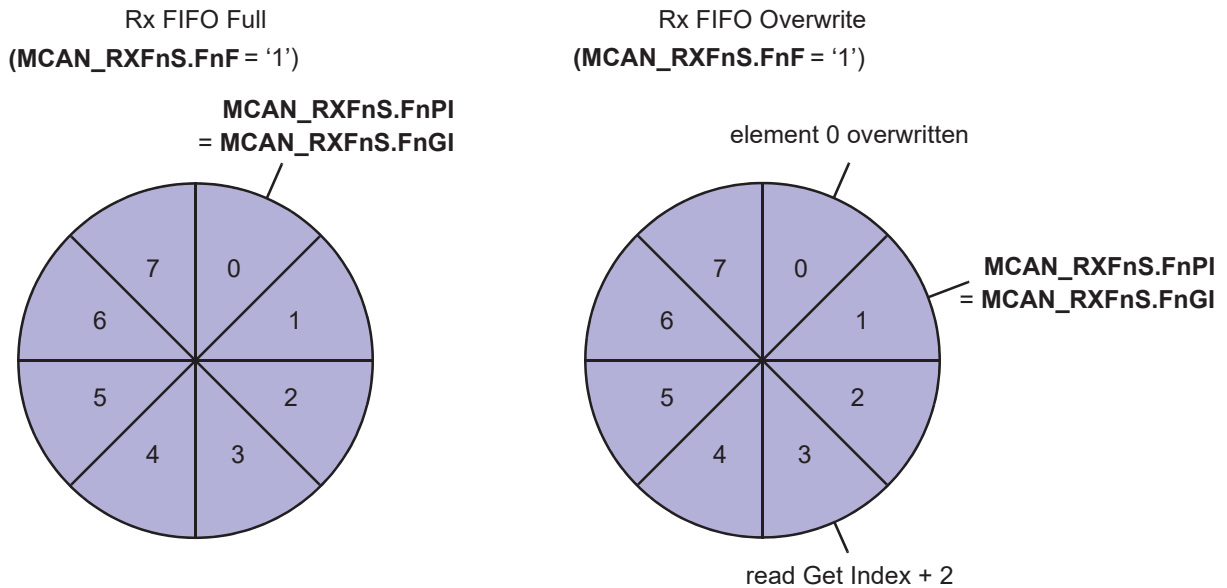 Rx FIFO Full
(MCAN_RXFnS.FnF = ‘1’)
MCAN_RXFnS.FnPI
= MCAN_RXFnS.FnGI
7
0
6
1
5
2
4
3
Rx FIFO Overwrite
(MCAN_RXFnS.FnF = ‘1’)
element 0 overwritten
MCAN_RXFnS.FnPI
= MCAN_RXFnS.FnGI
7
0
6
1
5
2
4
3
read Get Index + 2